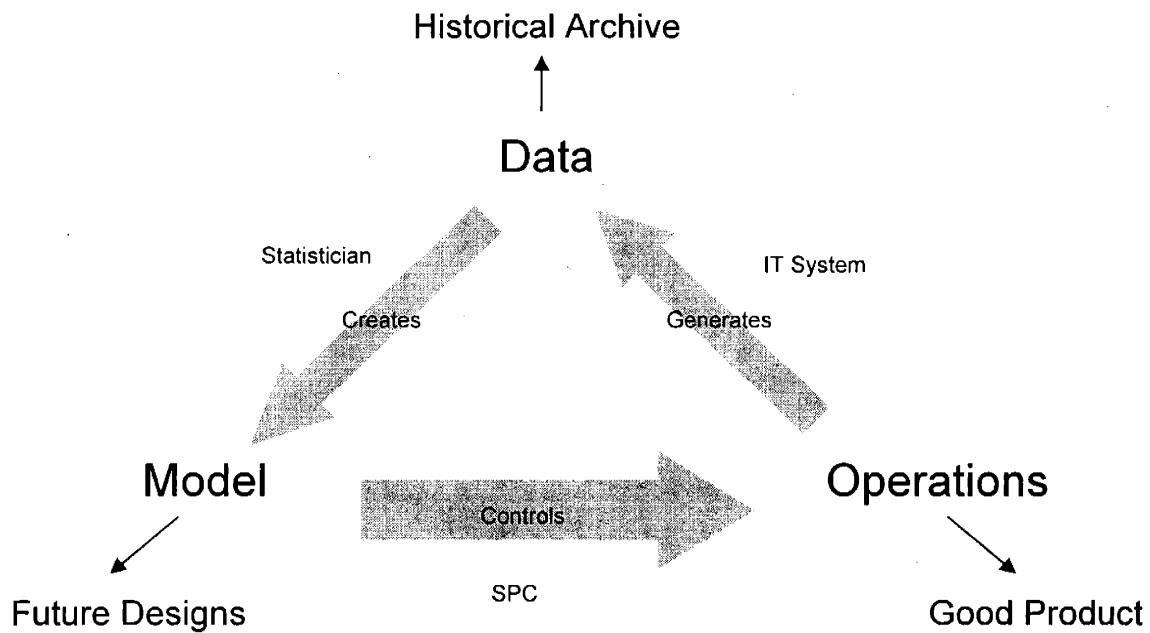 Historical Archive
Data
Statistician
IT System
Creates
Generates
Model
Operations
Controls
SPC
Future Designs
Good Product